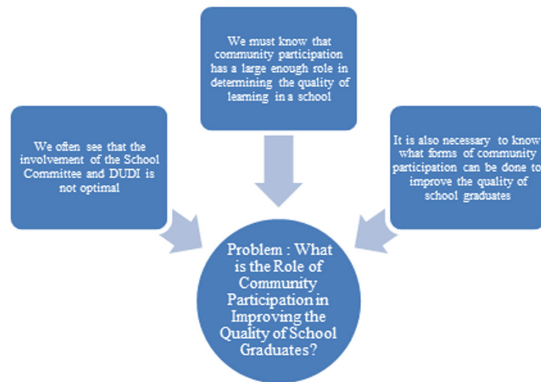 We must know that
community participation
has a large enough role in
determining the quality of
learning in a school
We often see that the
involvement of the School
Committee and DUDI is
not optimal
It is also necessary to know
what forms of community
participation can be done to
improve the quality of
school graduates
Problem : What
is the Role of
Community
Participation in
Improving the
Quality of School
Graduates?